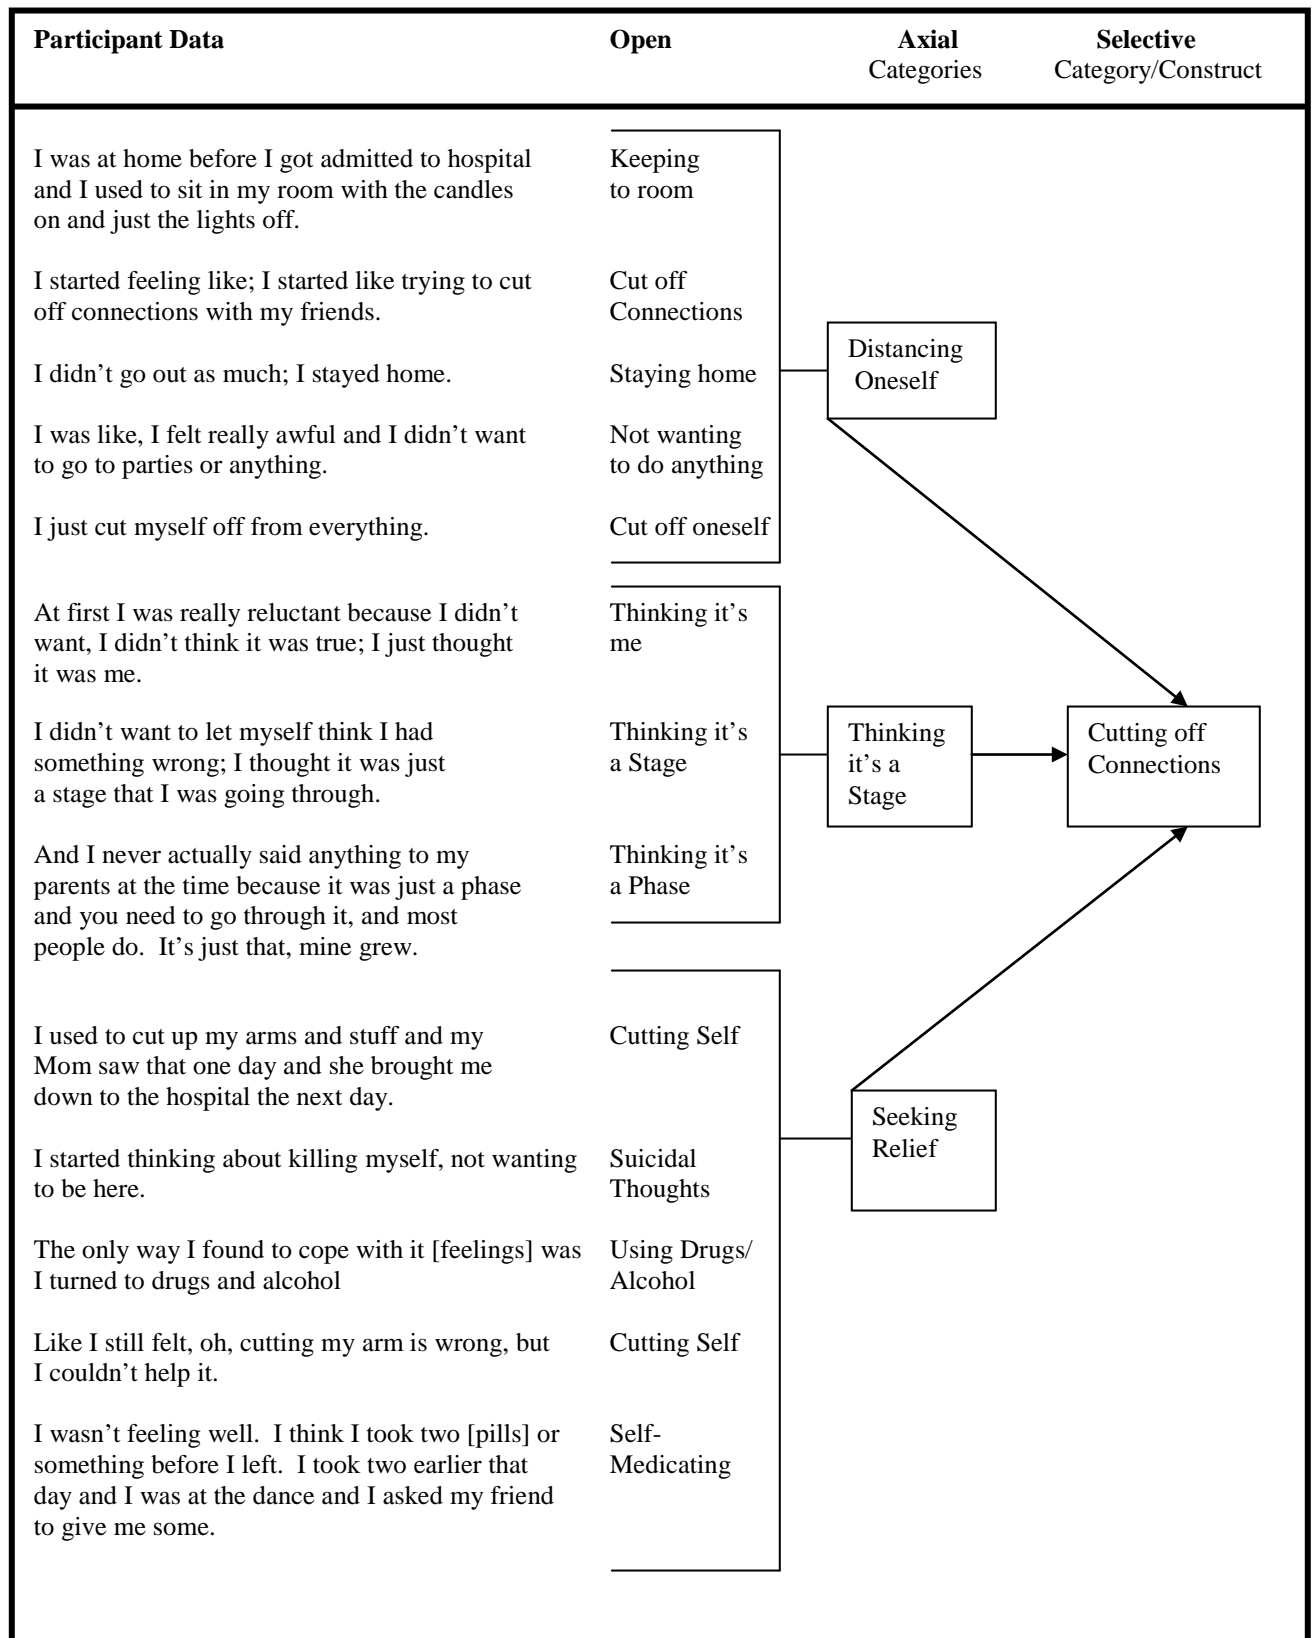 Participant Data Open Axial Selective
Categories Category/Construct
I was at home before I got admitted to hospital Keeping
and I used to sit in my room with the candles to room
on and just the lights off.
I started feeling like; I started like trying to cut Cut off
off connections with my friends. Connections
Distancing
I didn’t go out as much; I stayed home. Staying home
Oneself
I was like, I felt really awful and I didn’t want Not wanting
to go to parties or anything. to do anything
I just cut myself off from everything. Cut off oneself
At first I was really reluctant because I didn’t Thinking it’s
want, I didn’t think it was true; I just thought me
it was me.
I didn’t want to let myself think I had Thinking it’s Thinking Cutting off
something wrong; I thought it was just a Stage it’s a Connections
a stage that I was going through. Stage
And I never actually said anything to my Thinking it’s
parents at the time because it was just a phase a Phase
and you need to go through it, and most
people do. It’s just that, mine grew.
I used to cut up my arms and stuff and my Cutting Self
Mom saw that one day and she brought me
down to the hospital the next day.
Seeking
Relief
I started thinking about killing myself, not wanting Suicidal
to be here. Thoughts
The only way I found to cope with it [feelings] was Using Drugs/
I turned to drugs and alcohol Alcohol
Like I still felt, oh, cutting my arm is wrong, but Cutting Self
I couldn’t help it.
I wasn’t feeling well. I think I took two [pills] or Self-
something before I left. I took two earlier that Medicating
day and I was at the dance and I asked my friend
to give me some.